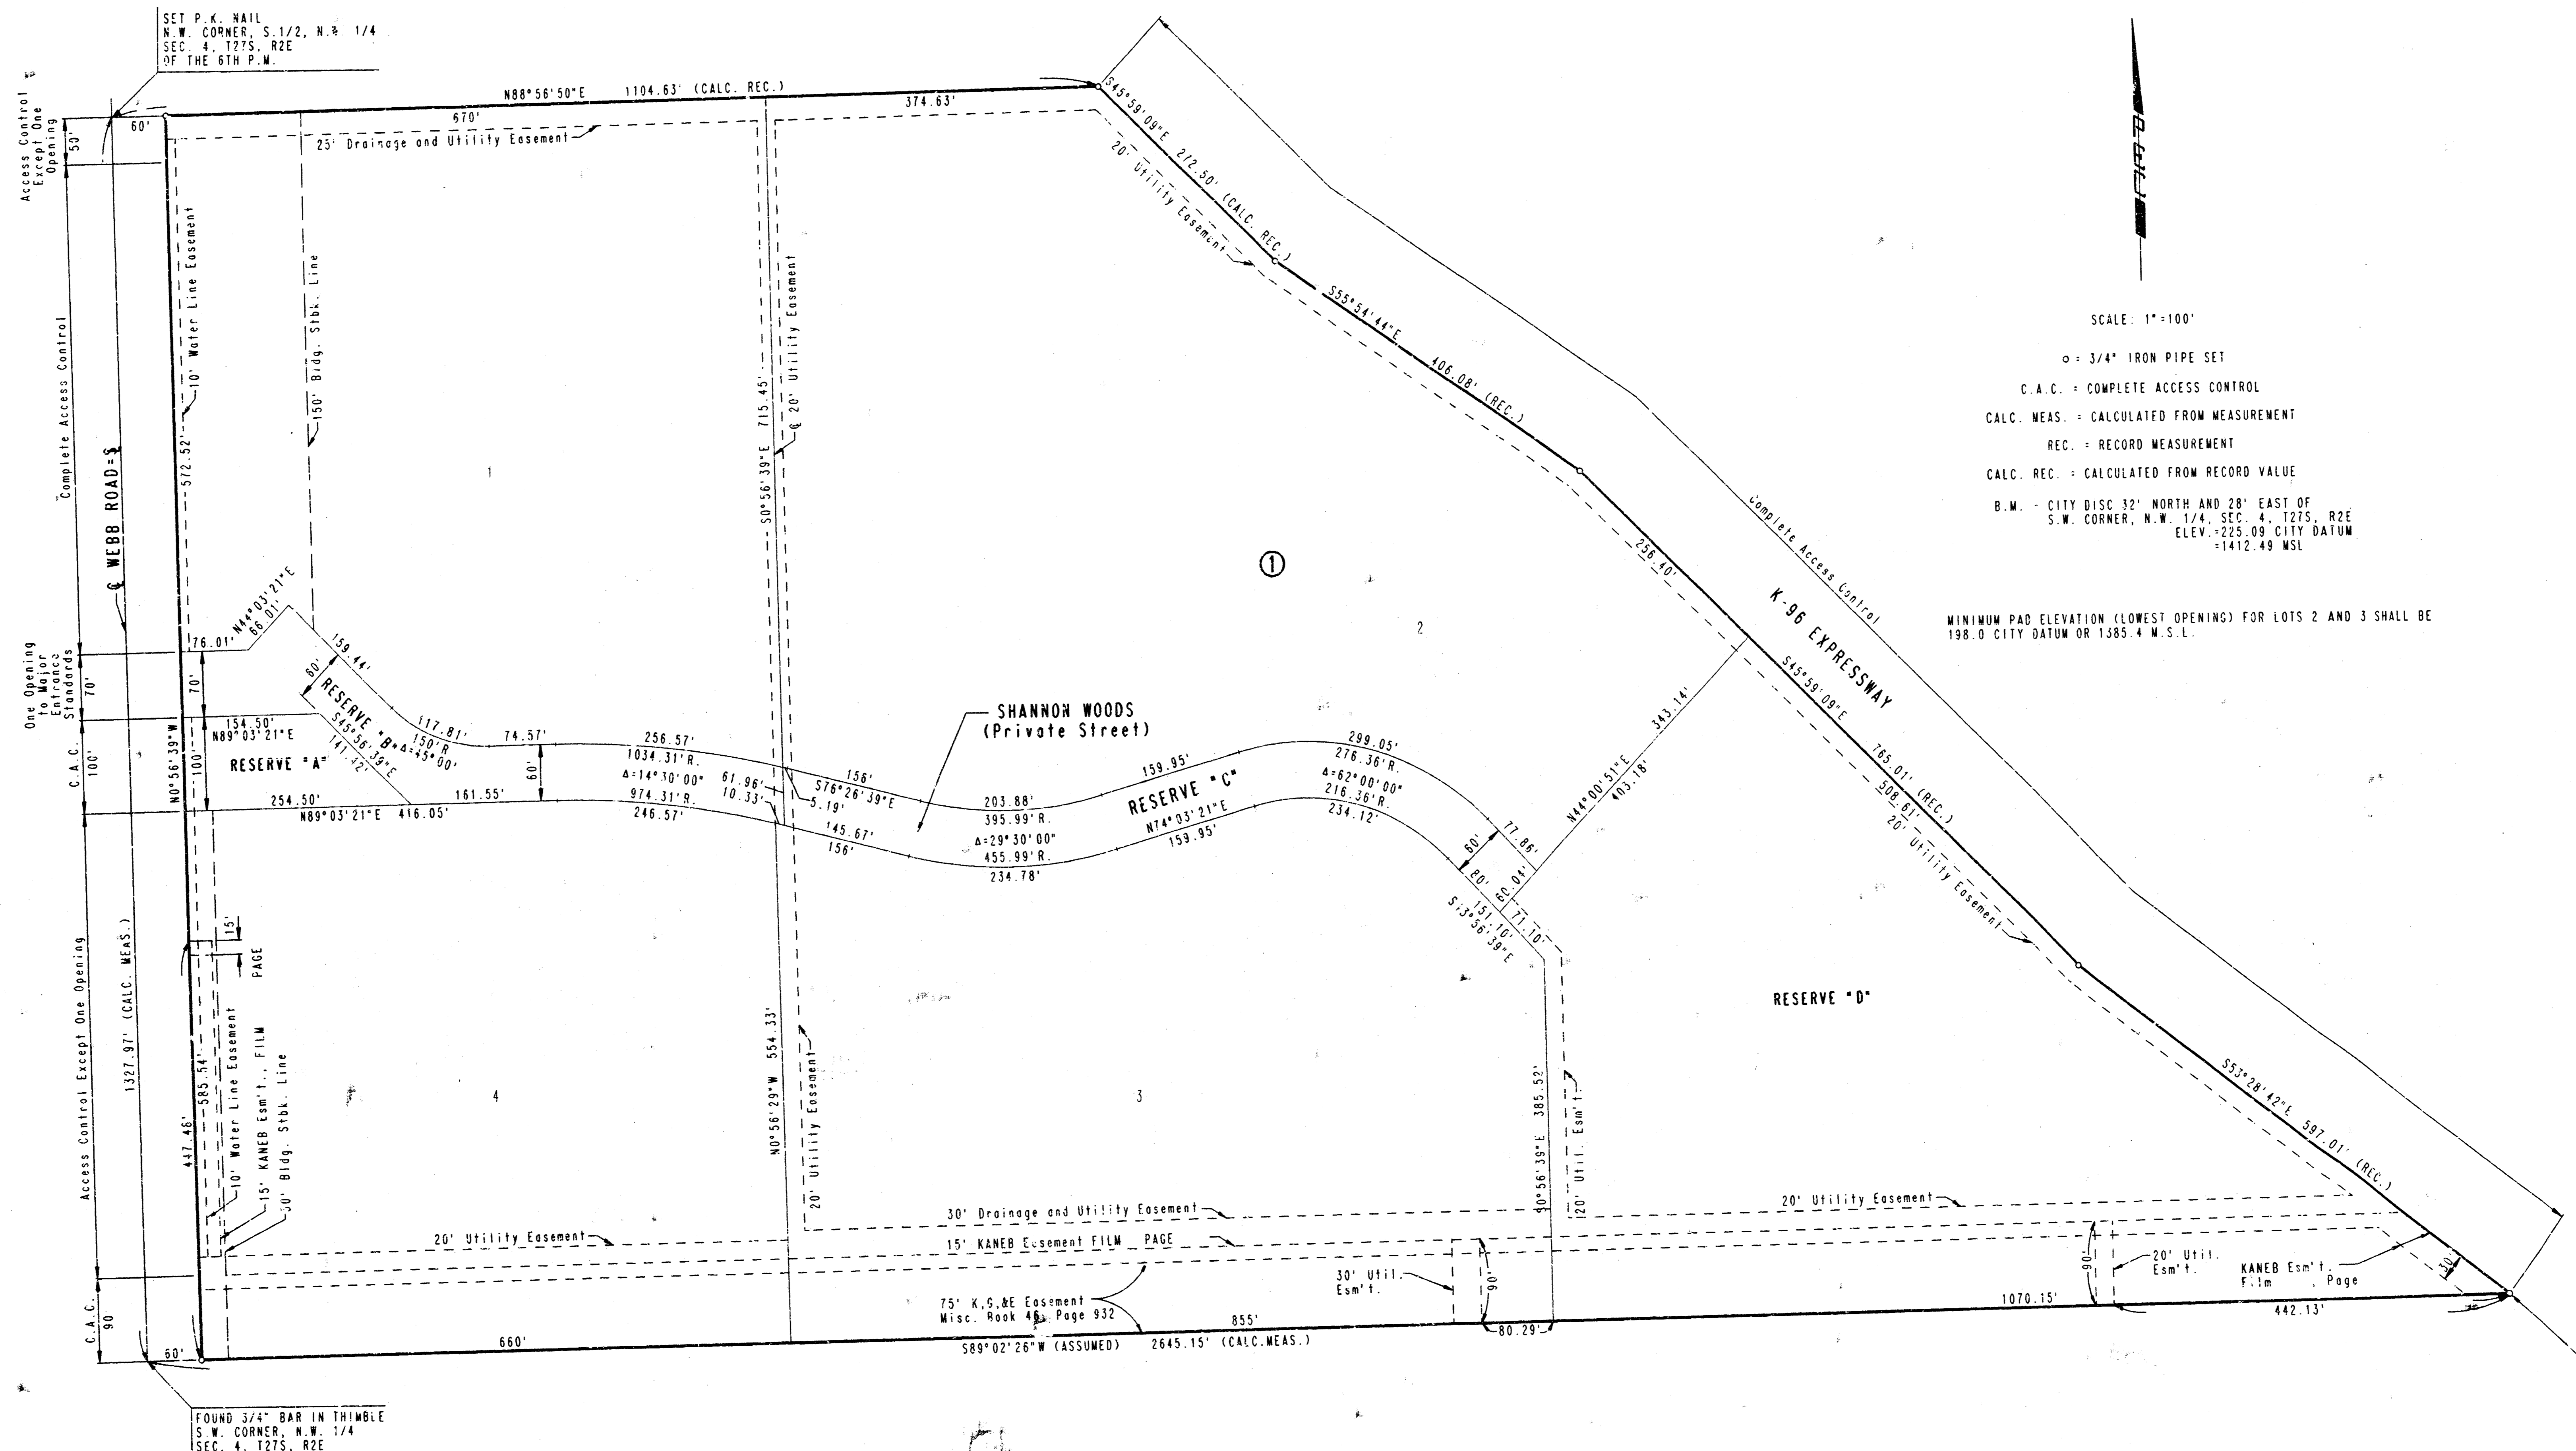 SET P.K. NAIL
N.W. CORNER, S.1/2, N.W. 1/4
SEC. 4, T27S, R2E
OF THE 6TH P.M.
Access Control
Except One
Opening
50'
60'
N88°56'50"E 1104.63' (CALC. REC.)
670'
374.63'
25' Drainage and Utility Easement
S45°59'09"E 272.50' (CALC. REC.)
20' Utility Easement
S55°54'44"E
406.08' (REC.)
Complete Access Control
10' Water Line Easement
150' Bldg. Stbk. Line
℄ 20' Utility Easement
S0°56'39"E 715.45'
572.52'
℄ WEBB ROAD
1
①
2
256.40'
Complete Access Control
K-96 EXPRESSWAY
SCALE: 1"=100'
o = 3/4" IRON PIPE SET
C.A.C. = COMPLETE ACCESS CONTROL
CALC. MEAS. = CALCULATED FROM MEASUREMENT
REC. = RECORD MEASUREMENT
CALC. REC. = CALCULATED FROM RECORD VALUE
B.M. - CITY DISC 32' NORTH AND 28' EAST OF
S.W. CORNER, N.W. 1/4, SEC. 4, T27S, R2E
ELEV.=225.09 CITY DATUM
=1412.49 MSL
MINIMUM PAD ELEVATION (LOWEST OPENING) FOR LOTS 2 AND 3 SHALL BE
198.0 CITY DATUM OR 1385.4 M.S.L.
N44°03'21"E
66.01'
76.01'
159.44'
60'
One Opening
to Major
Entrance
Standards
70'
70'
RESERVE "B"
S45°56'39"E
141.42'
117.81'
150'R
Δ=45°00'
154.50'
N89°03'21"E
N0°56'39"W
C.A.C.
100'
100'
RESERVE "A"
254.50'
N89°03'21"E 416.05'
161.55'
74.57'
60'
256.57'
1034.31'R.
Δ=14°30'00"
974.31'R.
246.57'
61.96'
10.33'
5.19'
156'
S76°26'39"E
145.67'
156'
SHANNON WOODS
(Private Street)
203.88'
395.99'R.
Δ=29°30'00"
455.99'R.
234.78'
159.95'
RESERVE "C"
N74°03'21"E
159.95'
299.05'
276.36'R.
Δ=62°00'00"
216.36'R.
234.12'
77.86'
60'
80'
60.04'
151.10'
71.10'
N44°00'51"E
403.18'
343.14'
S45°59'09"E
765.01' (REC.)
508.61'
20' Utility Easement
RESERVE "D"
S53°28'42"E
597.01' (REC.)
Access Control Except One Opening
1327.97' (CALC. MEAS.)
15'
PAGE
585.54'
447.46'
10' Water Line Easement
15' KANEB Esm't., FILM
Bldg. Stbk. Line
4
N0°56'29"W 554.33'
20' Utility Easement
3
S0°56'39"E 385.52'
20' Util. Esm't.
20' Utility Easement
30' Drainage and Utility Easement
15' KANEB Easement FILM PAGE
20' Utility Easement
75' K.G.&E Easement
Misc. Book 46, Page 932
30' Util.
Esm't.
90'
90'
20' Util.
Esm't.
KANEB Esm't.
Film , Page
30'
C.A.C.
90'
60'
660'
855'
80.29'
1070.15'
442.13'
S89°02'26"W (ASSUMED) 2645.15' (CALC.MEAS.)
FOUND 3/4" BAR IN THIMBLE
S.W. CORNER, N.W. 1/4
SEC. 4, T27S, R2E